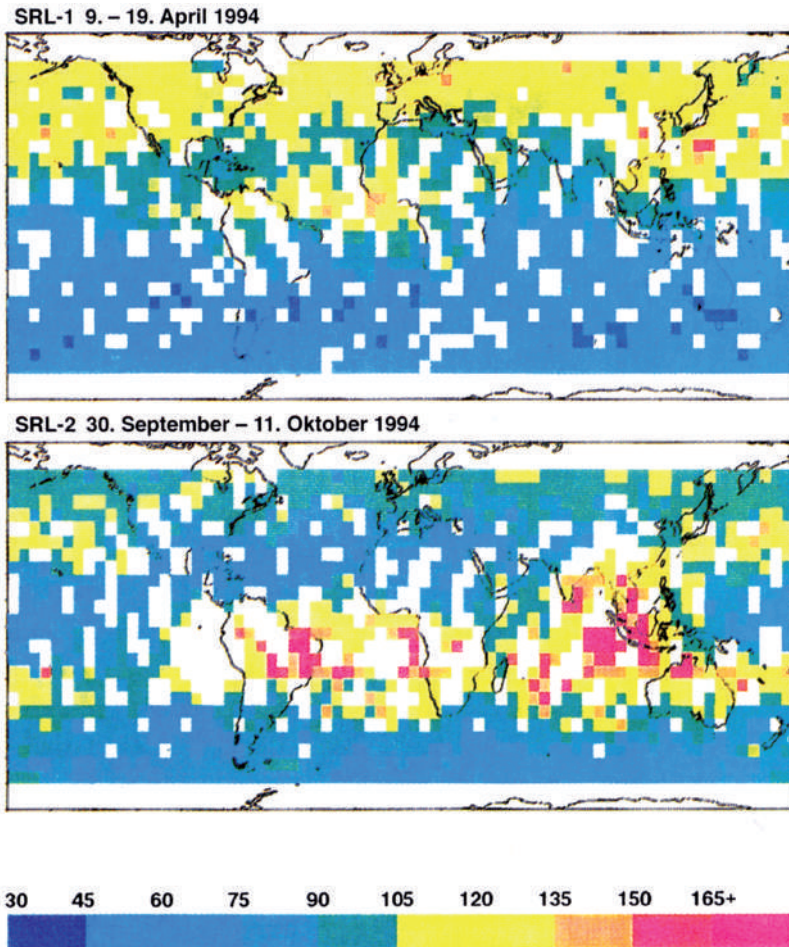 SRL-1 9. – 19. April 1994
SRL-2 30. September – 11. Oktober 1994
30 45 60 75 90 105 120 135 150 165+